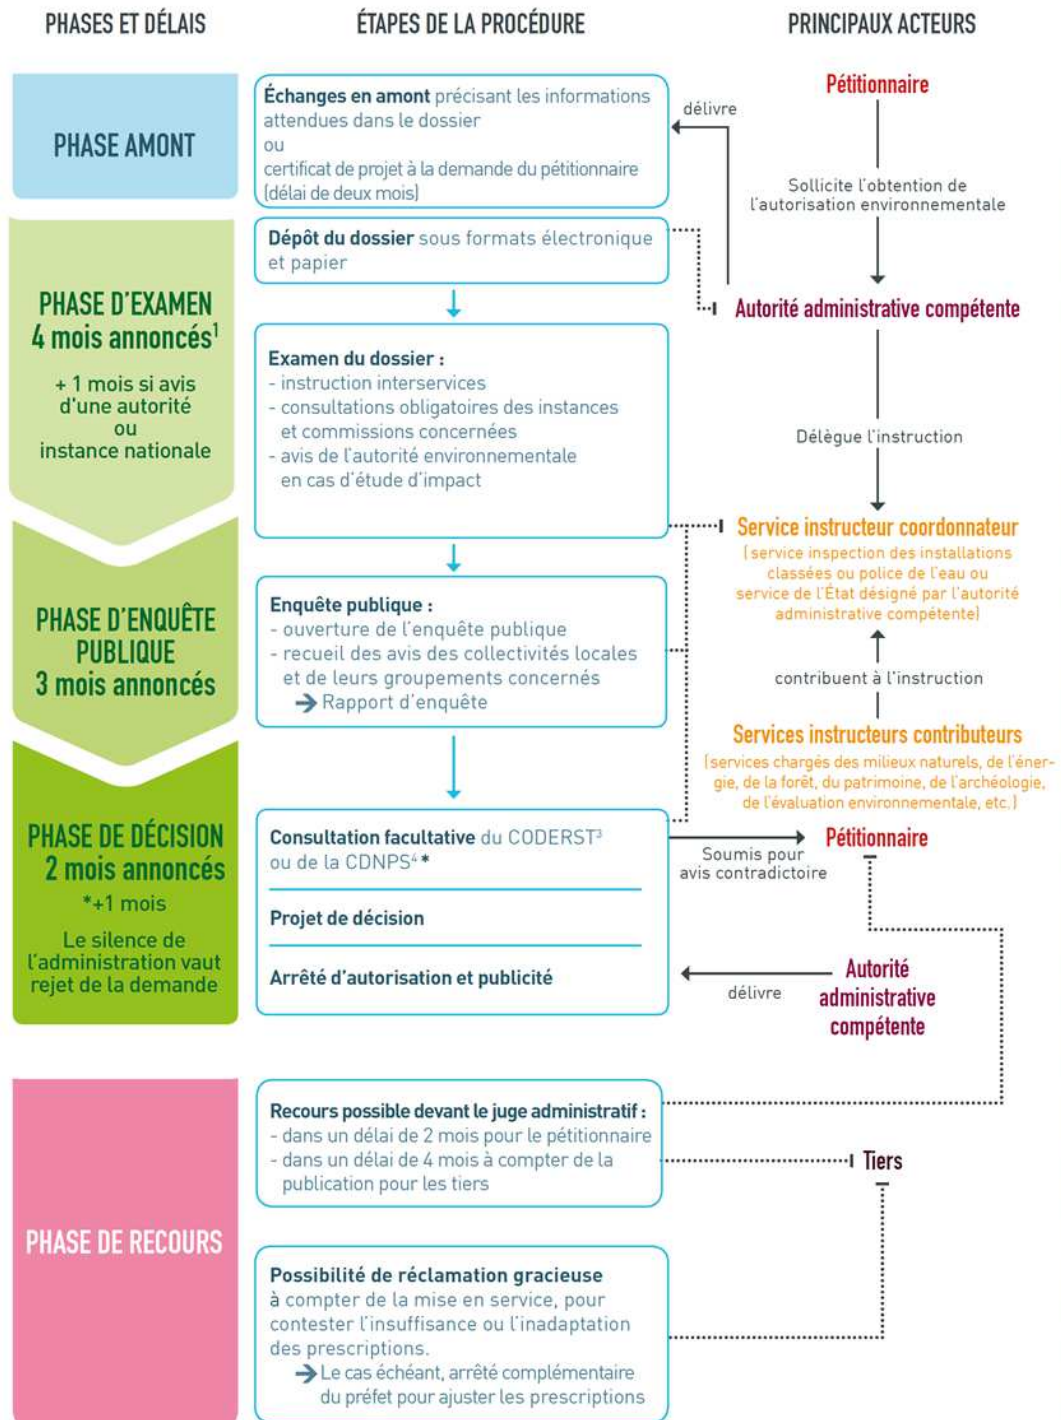 PHASES ET DÉLAIS
ÉTAPES DE LA PROCÉDURE
PRINCIPAUX ACTEURS
PHASE AMONT
Échanges en amont précisant les informations
attendues dans le dossier
ou
certificat de projet à la demande du pétitionnaire
(délai de deux mois)
délivre
Pétitionnaire
Sollicite l'obtention de
l'autorisation environnementale
PHASE D'EXAMEN
4 mois annoncés¹
+ 1 mois si avis
d'une autorité
ou
instance nationale
Dépôt du dossier sous formats électronique
et papier
Autorité administrative compétente
Examen du dossier :
- instruction interservices
- consultations obligatoires des instances
et commissions concernées
- avis de l'autorité environnementale
en cas d'étude d'impact
Délègue l'instruction
Service instructeur coordonnateur
(service inspection des installations
classées ou police de l'eau ou
service de l'État désigné par l'autorité
administrative compétente)
PHASE D'ENQUÊTE
PUBLIQUE
3 mois annoncés
Enquête publique :
- ouverture de l'enquête publique
- recueil des avis des collectivités locales
et de leurs groupements concernés
→ Rapport d'enquête
contribuent à l'instruction
Services instructeurs contributeurs
(services chargés des milieux naturels, de l'éner-
gie, de la forêt, du patrimoine, de l'archéologie,
de l'évaluation environnementale, etc.)
PHASE DE DÉCISION
2 mois annoncés
*+1 mois
Le silence de
l'administration vaut
rejet de la demande
Consultation facultative du CODERST³
ou de la CDNPS⁴ *
Projet de décision
Arrêté d'autorisation et publicité
Soumis pour
avis contradictoire
Pétitionnaire
délivre
Autorité
administrative
compétente
PHASE DE RECOURS
Recours possible devant le juge administratif :
- dans un délai de 2 mois pour le pétitionnaire
- dans un délai de 4 mois à compter de la
publication pour les tiers
Tiers
Possibilité de réclamation gracieuse
à compter de la mise en service, pour
contester l'insuffisance ou l'inadaptation
des prescriptions.
→ Le cas échéant, arrêté complémentaire
du préfet pour ajuster les prescriptions